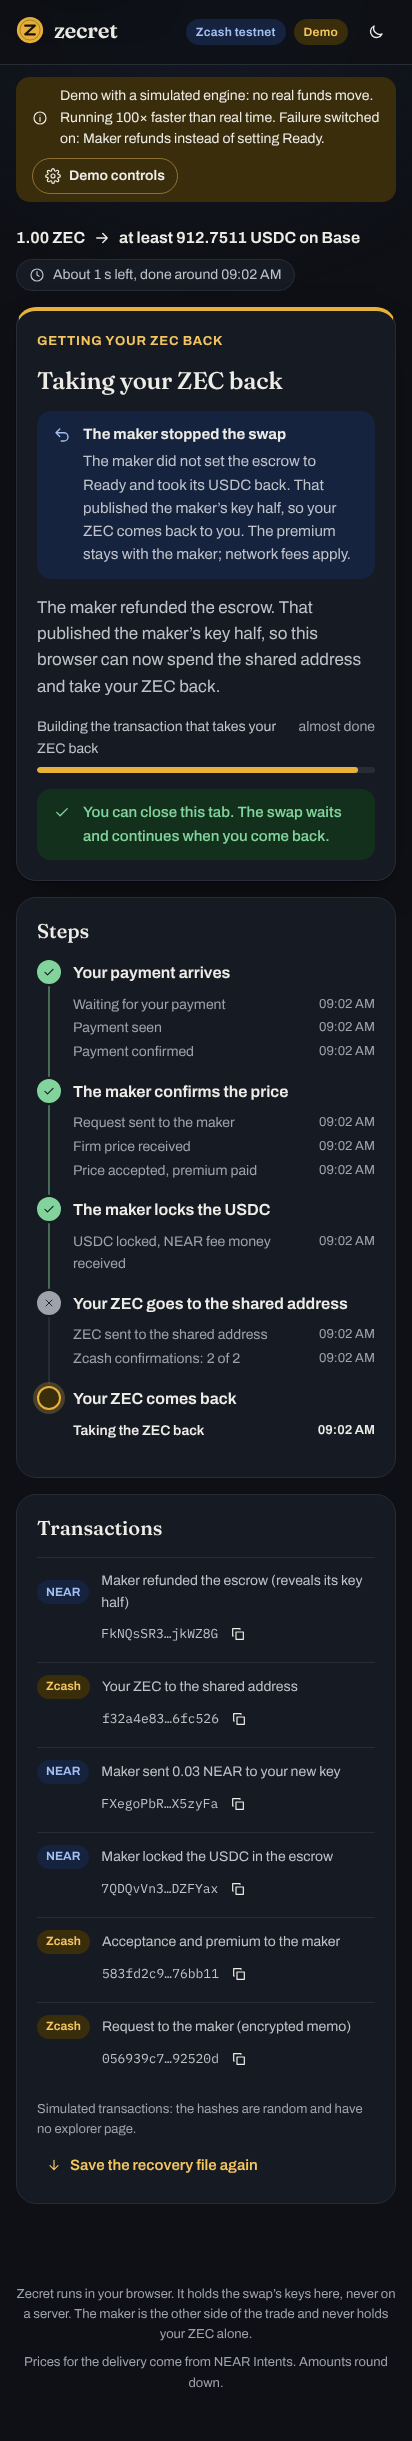 zecret
Zcash testnet
Demo
Demo with a simulated engine: no real funds move.
Running 100× faster than real time. Failure switched
on: Maker refunds instead of setting Ready.
Demo controls
1.00 ZEC → at least 912.7511 USDC on Base
About 1 s left, done around 09:02 AM
GETTING YOUR ZEC BACK
Taking your ZEC back
The maker stopped the swap
The maker did not set the escrow to
Ready and took its USDC back. That
published the maker’s key half, so your
ZEC comes back to you. The premium
stays with the maker; network fees apply.
The maker refunded the escrow. That
published the maker’s key half, so this
browser can now spend the shared address
and take your ZEC back.
Building the transaction that takes your almost done
ZEC back
You can close this tab. The swap waits
and continues when you come back.
Steps
Your payment arrives
Waiting for your payment 09:02 AM
Payment seen 09:02 AM
Payment confirmed 09:02 AM
The maker confirms the price
Request sent to the maker 09:02 AM
Firm price received 09:02 AM
Price accepted, premium paid 09:02 AM
The maker locks the USDC
USDC locked, NEAR fee money 09:02 AM
received
Your ZEC goes to the shared address
ZEC sent to the shared address 09:02 AM
Zcash confirmations: 2 of 2 09:02 AM
Your ZEC comes back
Taking the ZEC back 09:02 AM
Transactions
NEAR Maker refunded the escrow (reveals its key
half)
FkNQsSR3…jkWZ8G
Zcash Your ZEC to the shared address
f32a4e83…6fc526
NEAR Maker sent 0.03 NEAR to your new key
FXegoPbR…X5zyFa
NEAR Maker locked the USDC in the escrow
7QDQvVn3…DZFYax
Zcash Acceptance and premium to the maker
583fd2c9…76bb11
Zcash Request to the maker (encrypted memo)
056939c7…92520d
Simulated transactions: the hashes are random and have
no explorer page.
Save the recovery file again
Zecret runs in your browser. It holds the swap’s keys here, never on
a server. The maker is the other side of the trade and never holds
your ZEC alone.
Prices for the delivery come from NEAR Intents. Amounts round
down.